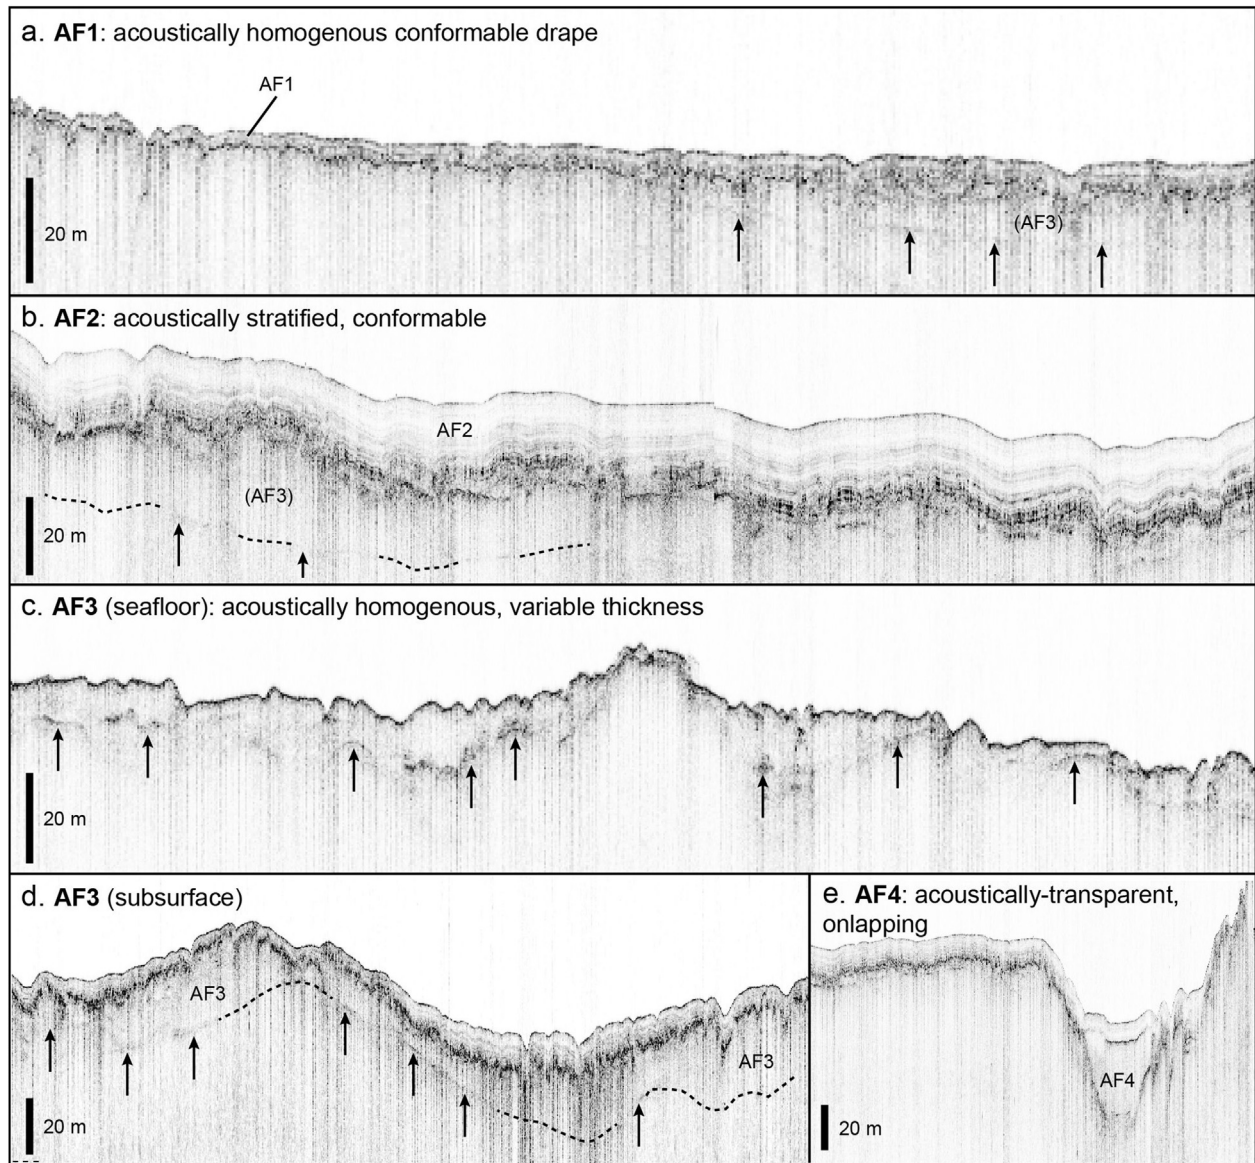 a. AF1: acoustically homogenous conformable drape
AF1
(AF3)
20 m
b. AF2: acoustically stratified, conformable
AF2
(AF3)
20 m
c. AF3 (seafloor): acoustically homogenous, variable thickness
20 m
d. AF3 (subsurface)
AF3
AF3
20 m
e. AF4: acoustically-transparent,
onlapping
AF4
20 m